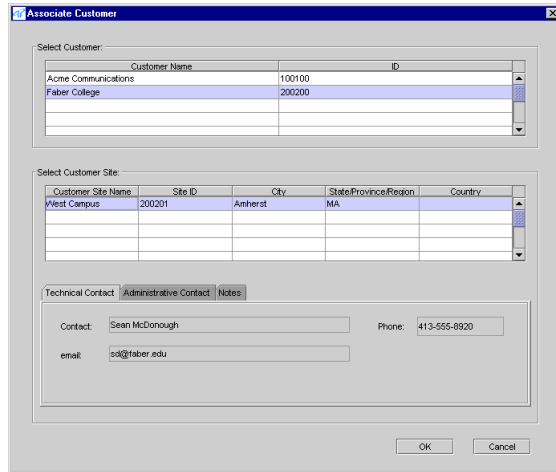 Associate Customer
Select Customer:
Customer Name ID
Acme Communications 100100
Faber College 200200
Select Customer Site:
Customer Site Name Site ID City State/Province/Region Country
West Campus 200201 Amherst MA
Technical Contact Administrative Contact Notes
Contact: Sean McDonough Phone: 413-555-8920
email: sd@faber.edu
OK Cancel